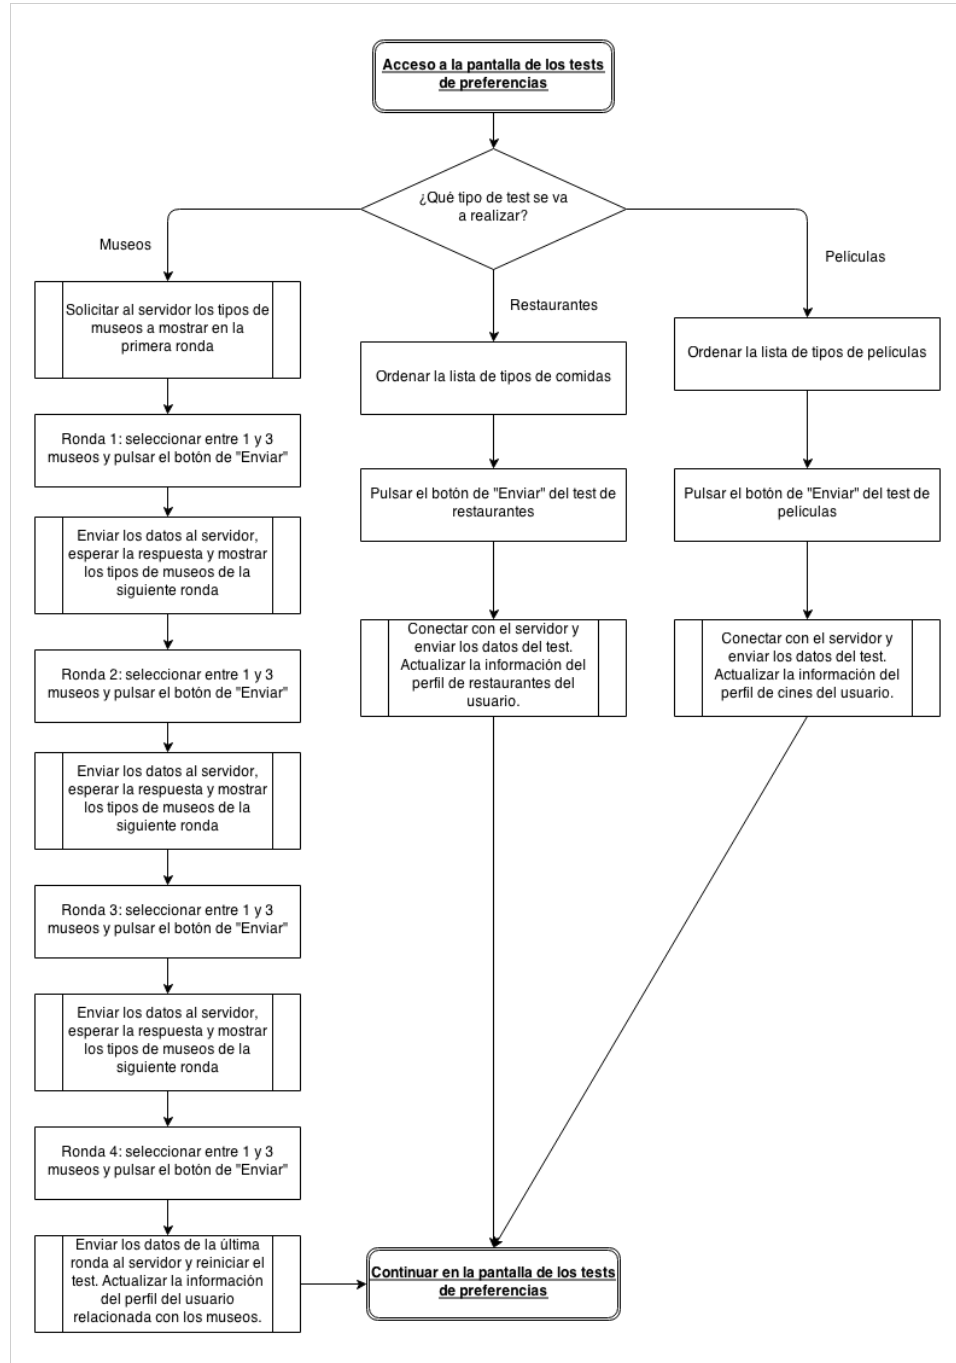 Acceso a la pantalla de los tests
de preferencias
¿Qué tipo de test se va
a realizar?
Museos
Solicitar al servidor los tipos de
museos a mostrar en la
primera ronda
Ronda 1: seleccionar entre 1 y 3
museos y pulsar el botón de "Enviar"
Enviar los datos al servidor,
esperar la respuesta y mostrar
los tipos de museos de la
siguiente ronda
Ronda 2: seleccionar entre 1 y 3
museos y pulsar el botón de "Enviar"
Enviar los datos al servidor,
esperar la respuesta y mostrar
los tipos de museos de la
siguiente ronda
Ronda 3: seleccionar entre 1 y 3
museos y pulsar el botón de "Enviar"
Enviar los datos al servidor,
esperar la respuesta y mostrar
los tipos de museos de la
siguiente ronda
Ronda 4: seleccionar entre 1 y 3
museos y pulsar el botón de "Enviar"
Enviar los datos de la última
ronda al servidor y reiniciar el
test. Actualizar la información
del perfil del usuario
relacionada con los museos.
Restaurantes
Ordenar la lista de tipos de comidas
Pulsar el botón de "Enviar" del test de
restaurantes
Conectar con el servidor y
enviar los datos del test.
Actualizar la información del
perfil de restaurantes del
usuario.
Películas
Ordenar la lista de tipos de películas
Pulsar el botón de "Enviar" del test de
películas
Conectar con el servidor y
enviar los datos del test.
Actualizar la información del
perfil de cines del usuario.
Continuar en la pantalla de los tests
de preferencias